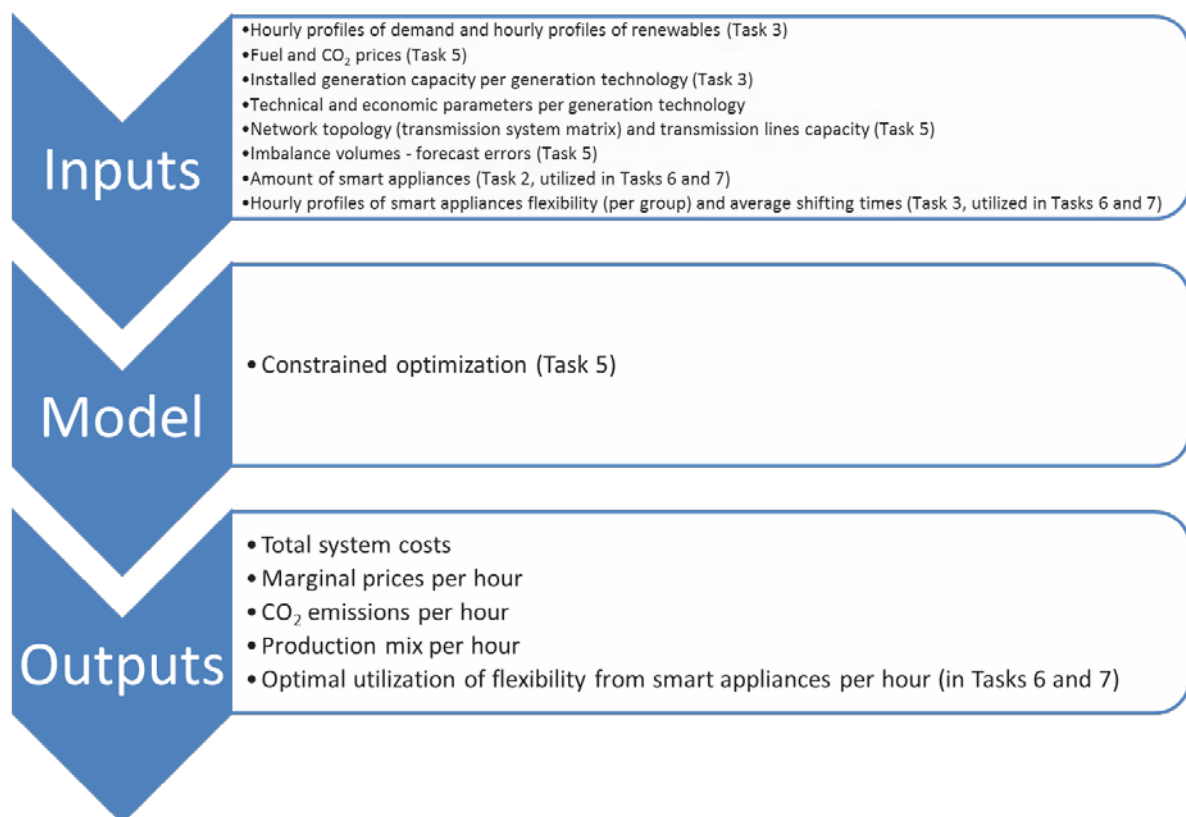 Inputs
•Hourly profiles of demand and hourly profiles of renewables (Task 3)
•Fuel and CO₂ prices (Task 5)
•Installed generation capacity per generation technology (Task 3)
•Technical and economic parameters per generation technology
•Network topology (transmission system matrix) and transmission lines capacity (Task 5)
•Imbalance volumes - forecast errors (Task 5)
•Amount of smart appliances (Task 2, utilized in Tasks 6 and 7)
•Hourly profiles of smart appliances flexibility (per group) and average shifting times (Task 3, utilized in Tasks 6 and 7)
Model
•Constrained optimization (Task 5)
Outputs
•Total system costs
•Marginal prices per hour
•CO₂ emissions per hour
•Production mix per hour
•Optimal utilization of flexibility from smart appliances per hour (in Tasks 6 and 7)